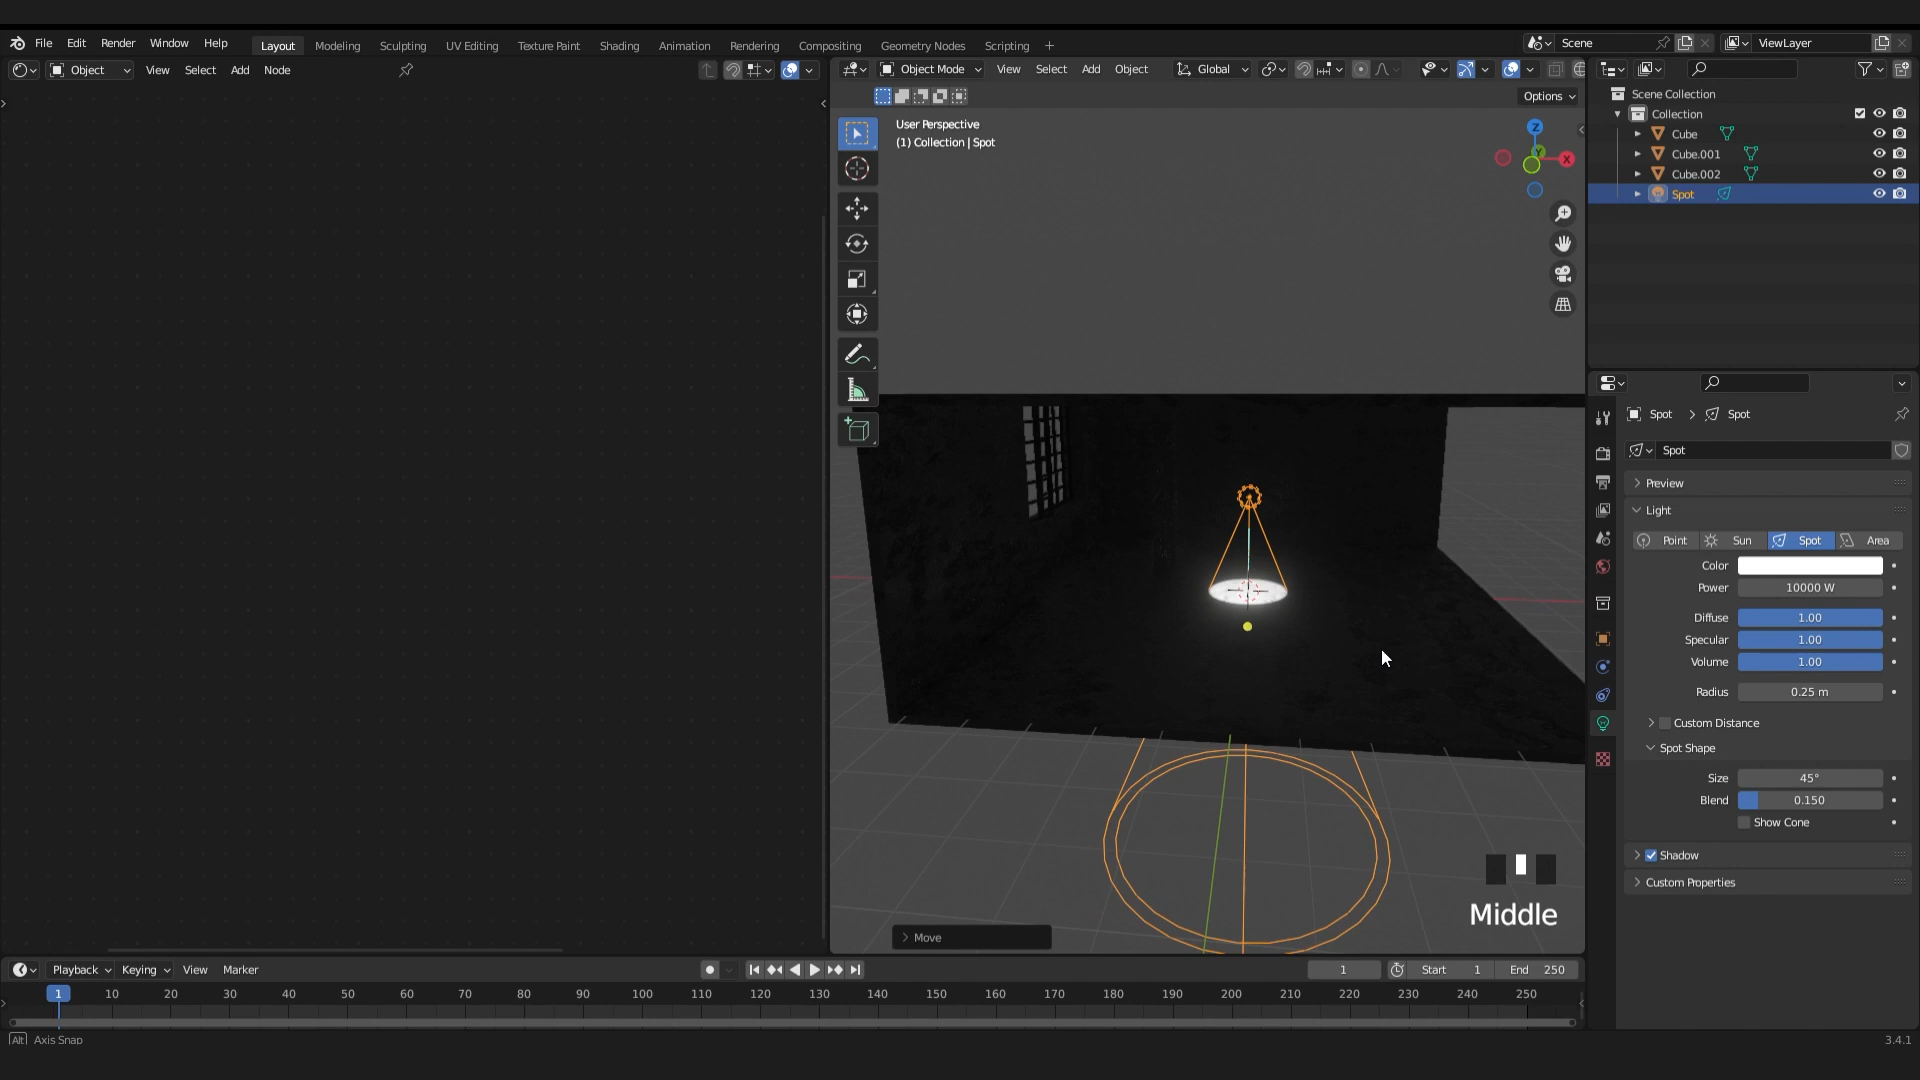 File Edit Render Window Help Layout Modeling Sculpting UV Editing Texture Paint Shading Animation Rendering Compositing Geometry Nodes Scripting + Scene ViewLayer
Object View Select Add Node Object Mode View Select Add Object Global
Options
User Perspective
(1) Collection | Spot
Z
Y
X
Scene Collection
Collection
Cube
Cube.001
Cube.002
Spot
Spot > Spot
Spot
Preview
Light
Point Sun Spot Area
Color
Power 10000 W
Diffuse 1.00
Specular 1.00
Volume 1.00
Radius 0.25 m
Custom Distance
Spot Shape
Size 45°
Blend 0.150
Show Cone
Shadow
Custom Properties
Middle
Move
Playback Keying View Marker 1 Start 1 End 250
1 10 20 30 40 50 60 70 80 90 100 110 120 130 140 150 160 170 180 190 200 210 220 230 240 250
Alt Axis Snap 3.4.1